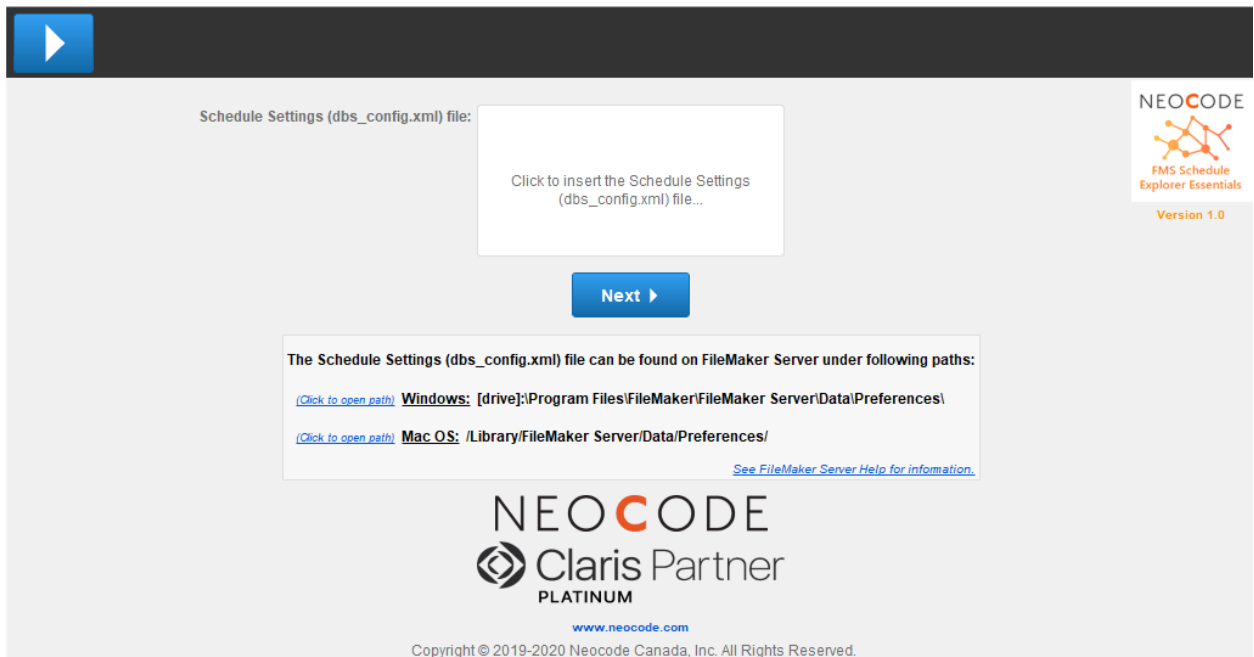 Schedule Settings (dbs_config.xml) file:
Click to insert the Schedule Settings
(dbs_config.xml) file...
NEOCODE
FMS Schedule
Explorer Essentials
Version 1.0
Next
The Schedule Settings (dbs_config.xml) file can be found on FileMaker Server under following paths:
(Click to open path) Windows: [drive]:\Program Files\FileMaker\FileMaker Server\Data\Preferences\
(Click to open path) Mac OS: /Library/FileMaker Server/Data/Preferences/
See FileMaker Server Help for information.
NEOCODE
Claris Partner
PLATINUM
www.neocode.com
Copyright © 2019-2020 Neocode Canada, Inc. All Rights Reserved.